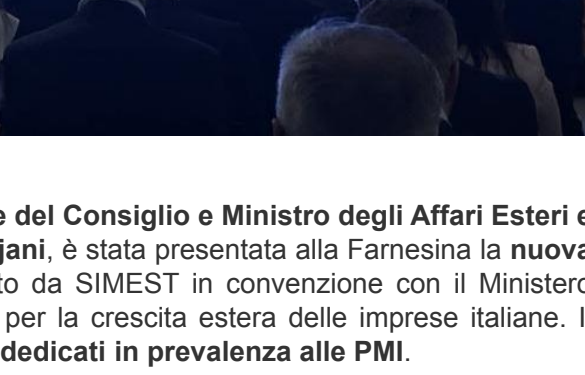 e del Consiglio e Ministro degli Affari Esteri e
jani, è stata presentata alla Farnesina la nuova
to da SIMEST in convenzione con il Ministero
per la crescita estera delle imprese italiane. I
dedicati in prevalenza alle PMI.